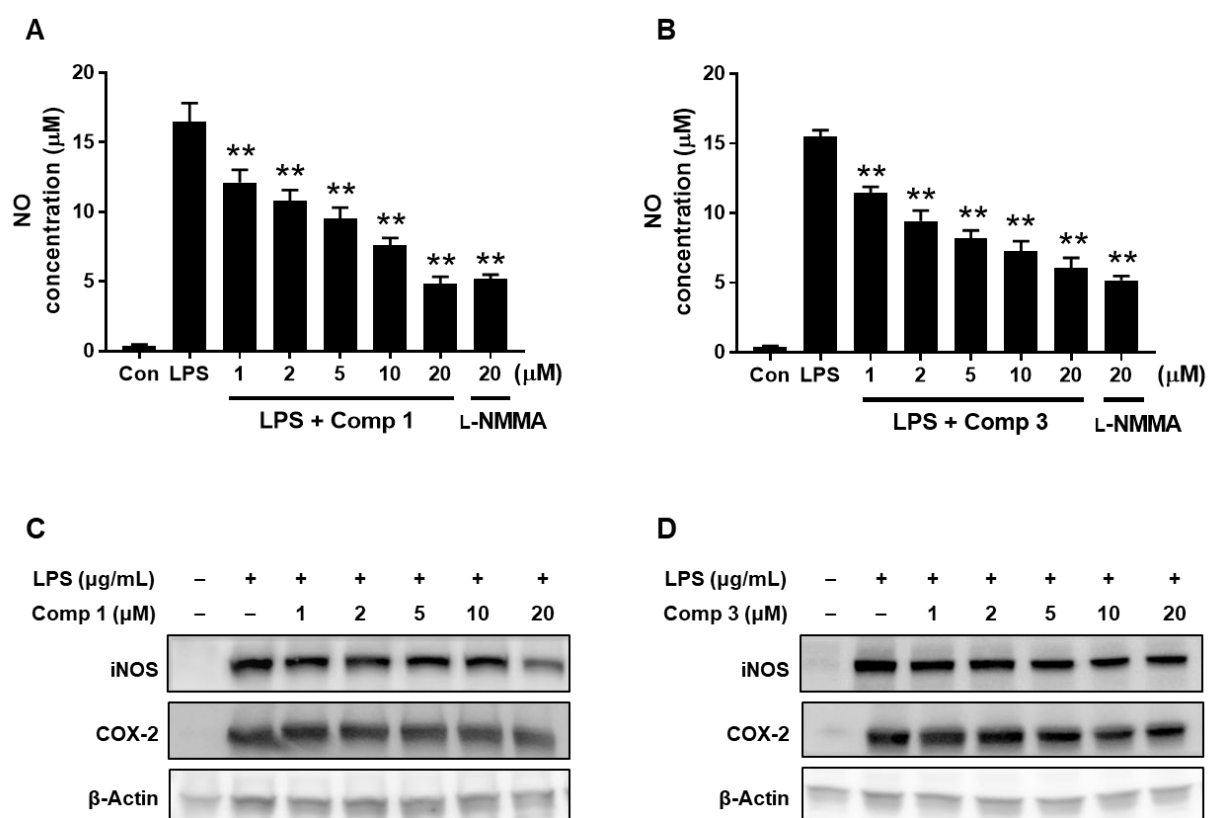 A
B
20
15
10
5
0
NO
concentration (μM)
**
**
**
**
**
**
Con LPS 1 2 5 10 20 20 (μM)
LPS + Comp 1 L-NMMA
20
15
10
5
0
NO
concentration (μM)
**
**
**
**
**
**
Con LPS 1 2 5 10 20 20 (μM)
LPS + Comp 3 L-NMMA
C
LPS (μg/mL) – + + + + + +
Comp 1 (μM) – – 1 2 5 10 20
iNOS
COX-2
β-Actin
D
LPS (μg/mL) – + + + + + +
Comp 3 (μM) – – 1 2 5 10 20
iNOS
COX-2
β-Actin